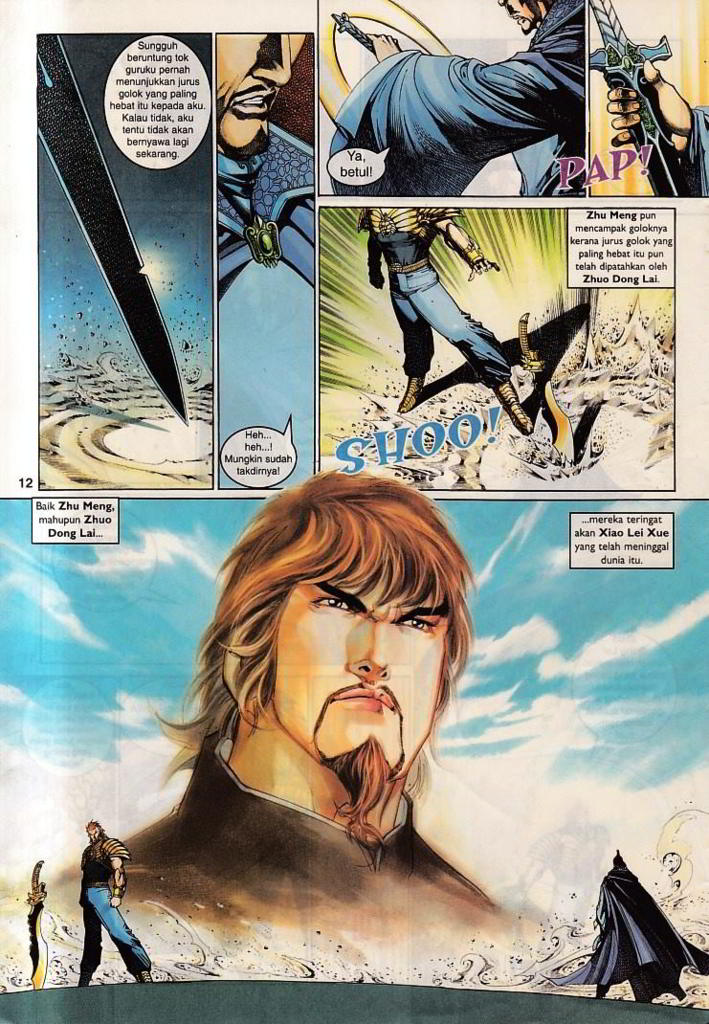 Sungguh
beruntung tok
guruku pernah
menunjukkan jurus
golok yang paling
hebat itu kepada aku.
Kalau tidak, aku
tentu tidak akan
bernyawa lagi
sekarang.
Heh...
heh...!
Mungkin sudah
takdirnya!
Ya,
betul!
PAP!
Zhu Meng pun
mencampak goloknya
kerana jurus golok yang
paling hebat itu pun
telah dipatahkan oleh
Zhuo Dong Lai.
SHOO!
12
Baik Zhu Meng,
mahupun Zhuo
Dong Lai...
...mereka teringat
akan Xiao Lei Xue
yang telah meninggal
dunia itu.